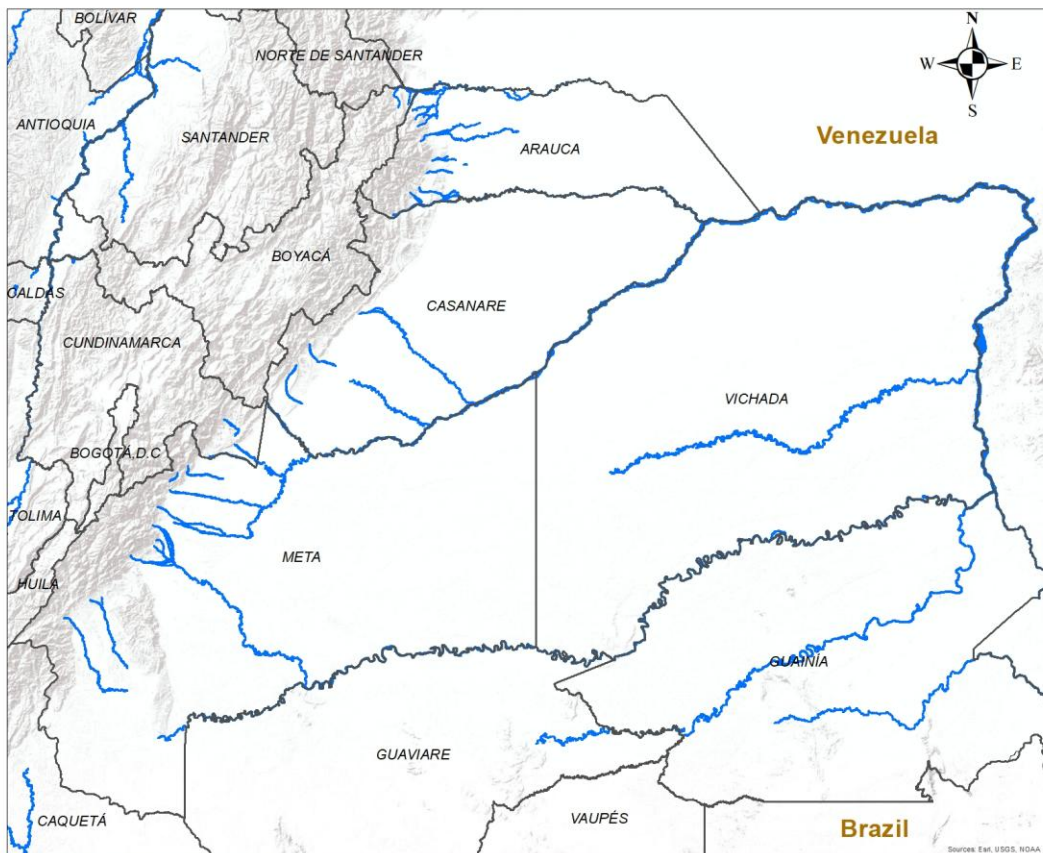 BOLÍVAR
N
NORTE DE SANTANDER
W
E
S
ANTIOQUIA
SANTANDER
ARAUCA
Venezuela
BOYACÁ
CALDAS
CASANARE
CUNDINAMARCA
VICHADA
BOGOTÁ,D.C
TOLIMA
META
HUILA
GUAINÍA
GUAVIARE
CAQUETÁ
VAUPÉS
Brazil
Sources: Esri, USGS, NOAA